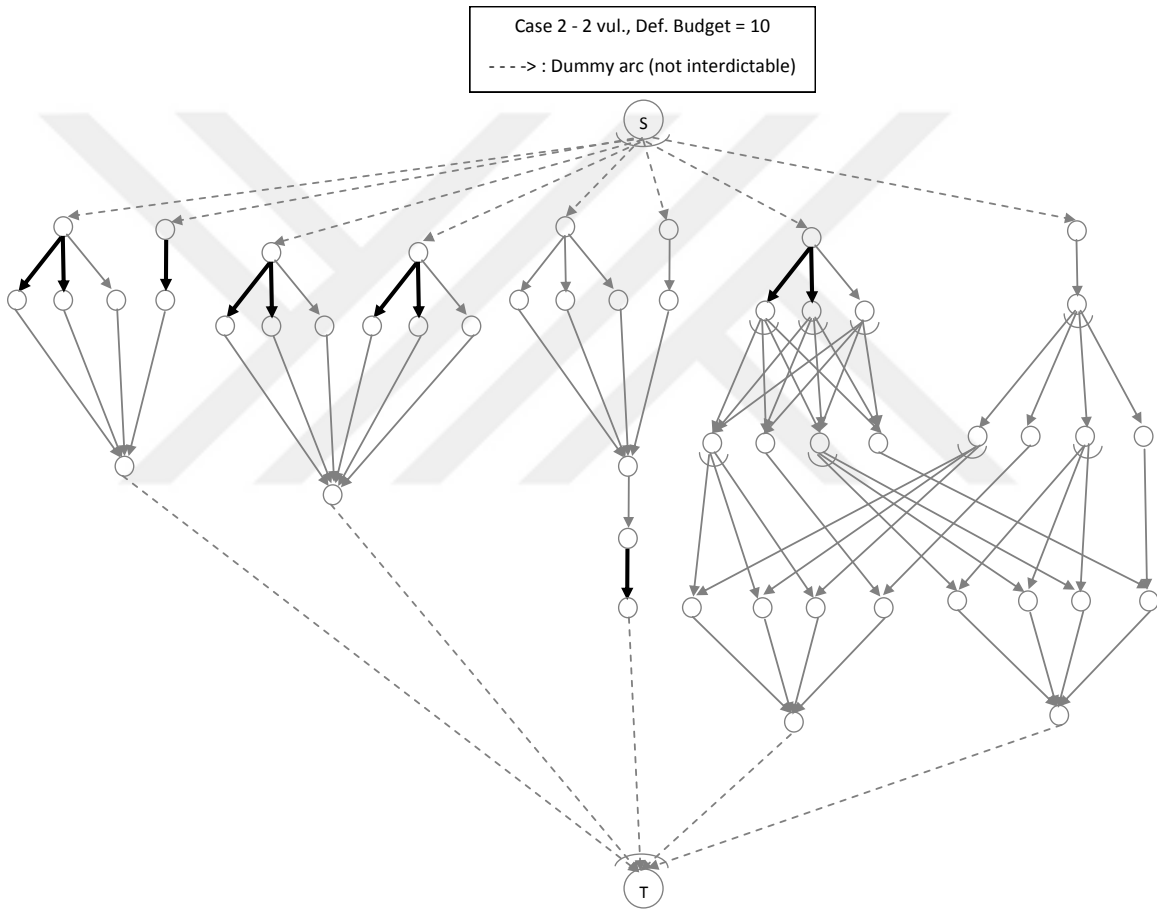 Case 2 - 2 vul., Def. Budget = 10
- - - -> : Dummy arc (not interdictable)
S
T